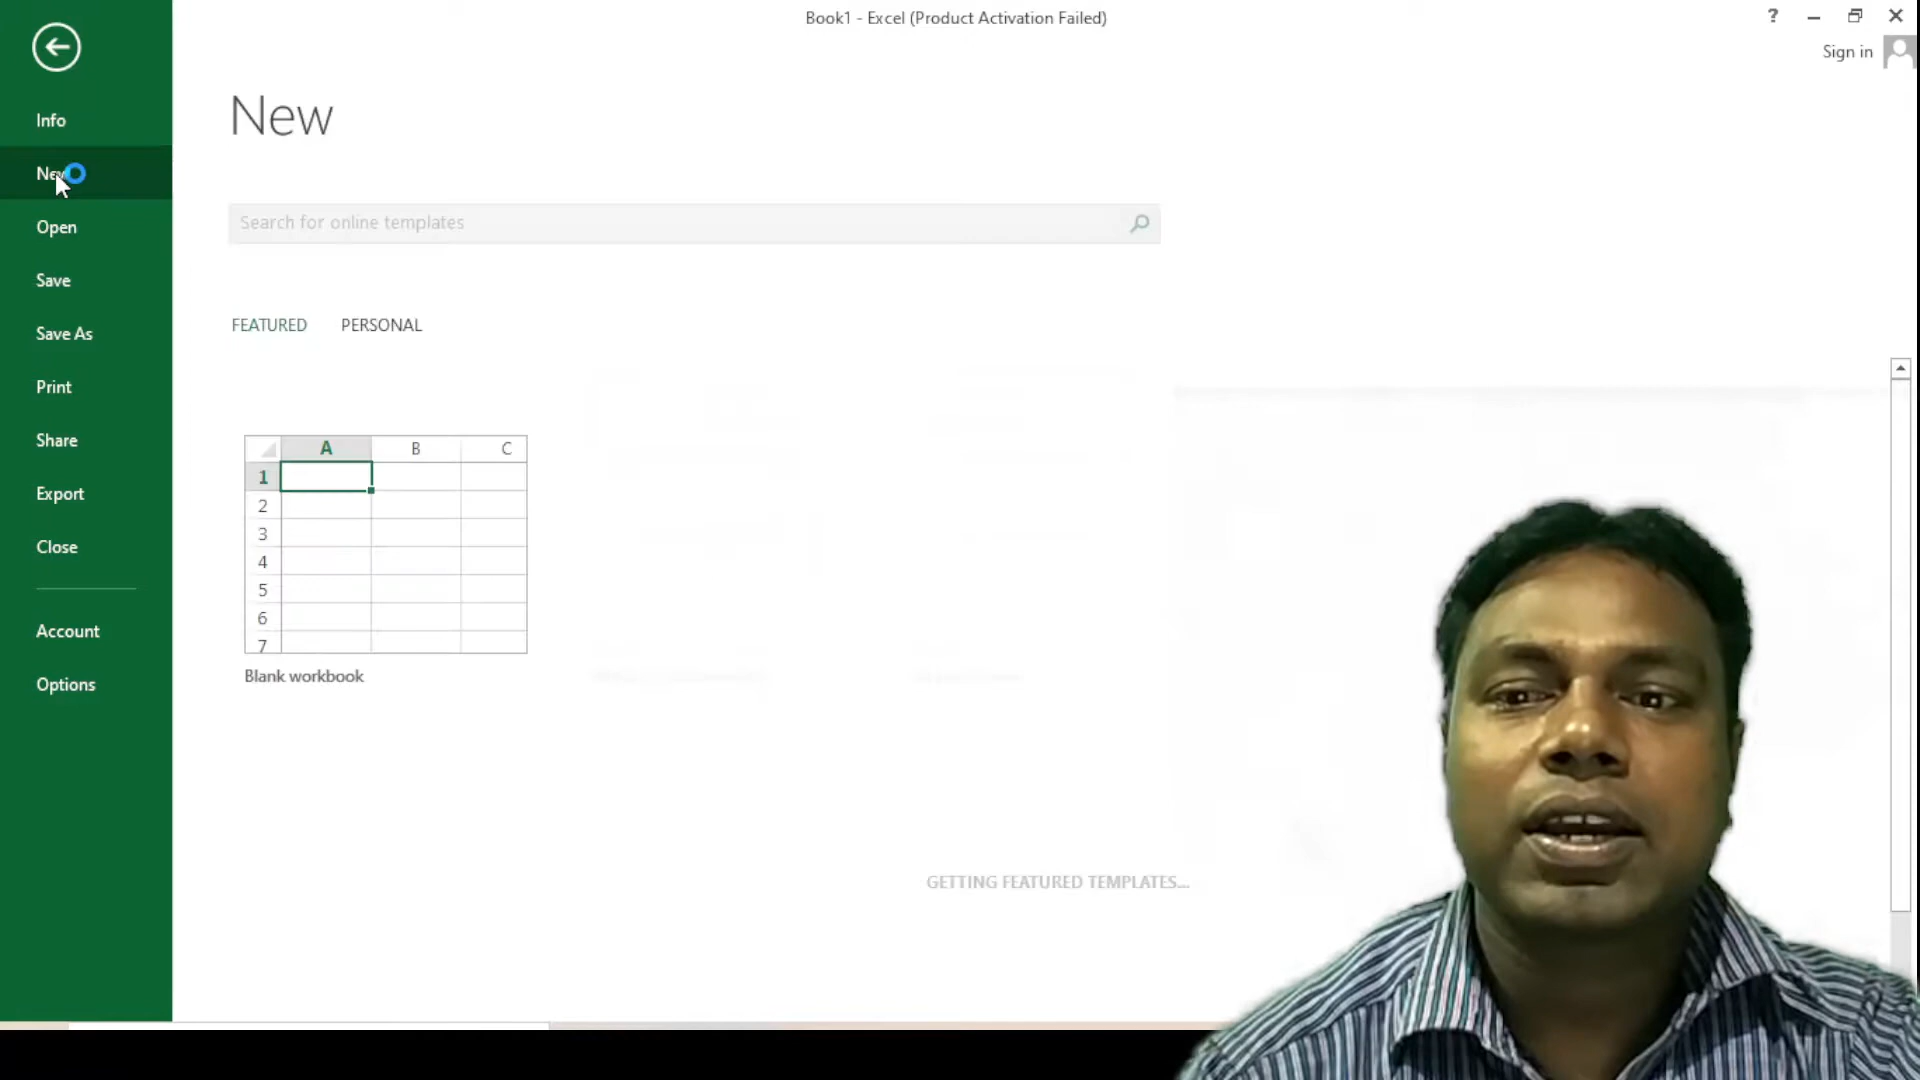 Book1 - Excel (Product Activation Failed)
?
Sign in
Info
New
Open
Save
Save As
Print
Share
Export
Close
Account
Options
New
Search for online templates
FEATURED PERSONAL
A B C
1
2
3
4
5
6
7
Blank workbook
GETTING FEATURED TEMPLATES...